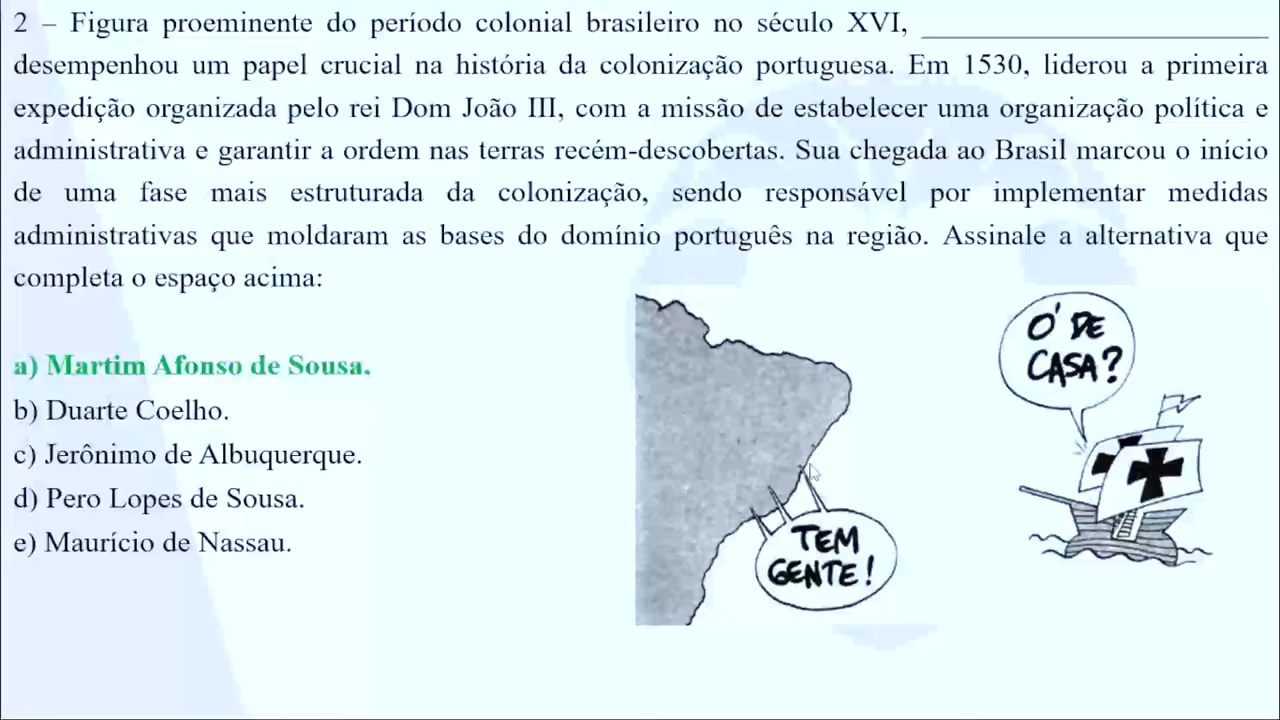 2 – Figura proeminente do período colonial brasileiro no século XVI, _______________________
desempenhou um papel crucial na história da colonização portuguesa. Em 1530, liderou a primeira
expedição organizada pelo rei Dom João III, com a missão de estabelecer uma organização política e
administrativa e garantir a ordem nas terras recém-descobertas. Sua chegada ao Brasil marcou o início
de uma fase mais estruturada da colonização, sendo responsável por implementar medidas
administrativas que moldaram as bases do domínio português na região. Assinale a alternativa que
completa o espaço acima:
a) Martim Afonso de Sousa.
b) Duarte Coelho.
c) Jerônimo de Albuquerque.
d) Pero Lopes de Sousa.
e) Maurício de Nassau.
Ó DE
CASA?
TEM
GENTE!